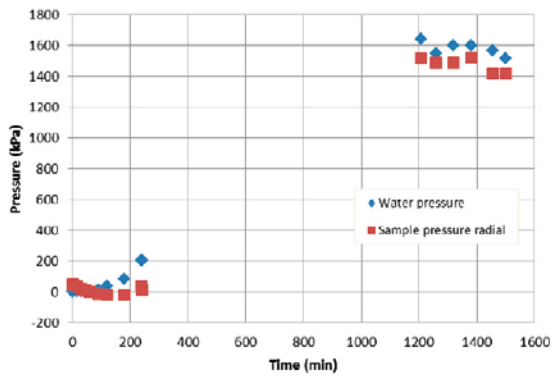 1800
1600
1400
1200
1000
800
600
400
200
0
-200
Pressure (kPa)
Water pressure
Sample pressure radial
0 200 400 600 800 1000 1200 1400 1600
Time (min)